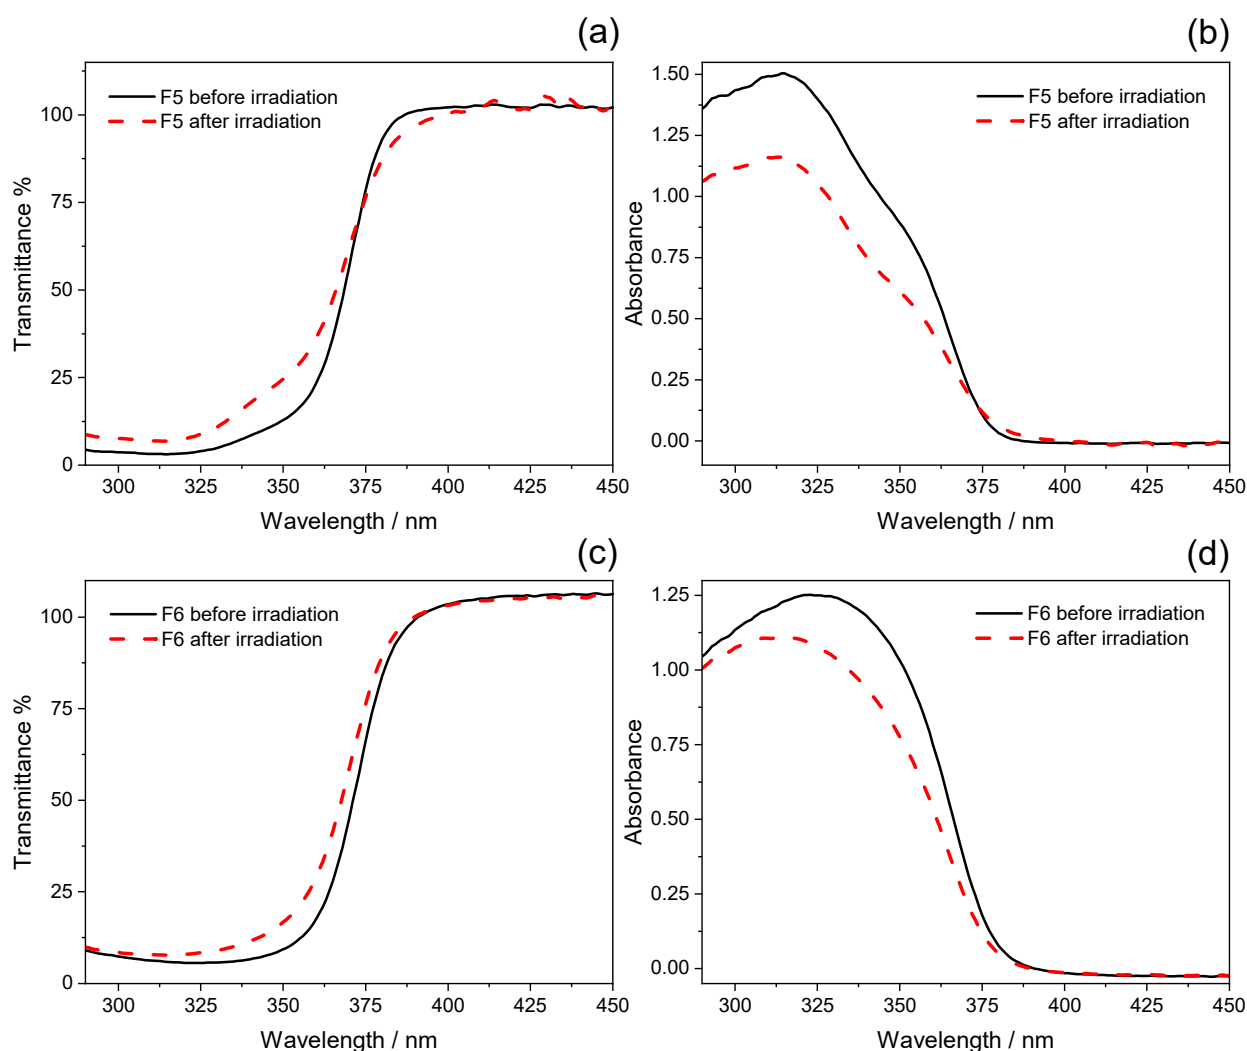 (a)
F5 before irradiation
F5 after irradiation
100
75
50
25
0
Transmittance %
300 325 350 375 400 425 450
Wavelength / nm
(b)
F5 before irradiation
F5 after irradiation
1.50
1.25
1.00
0.75
0.50
0.25
0.00
Absorbance
300 325 350 375 400 425 450
Wavelength / nm
(c)
F6 before irradiation
F6 after irradiation
100
75
50
25
0
Transmittance %
300 325 350 375 400 425 450
Wavelength / nm
(d)
F6 before irradiation
F6 after irradiation
1.25
1.00
0.75
0.50
0.25
0.00
Absorbance
300 325 350 375 400 425 450
Wavelength / nm